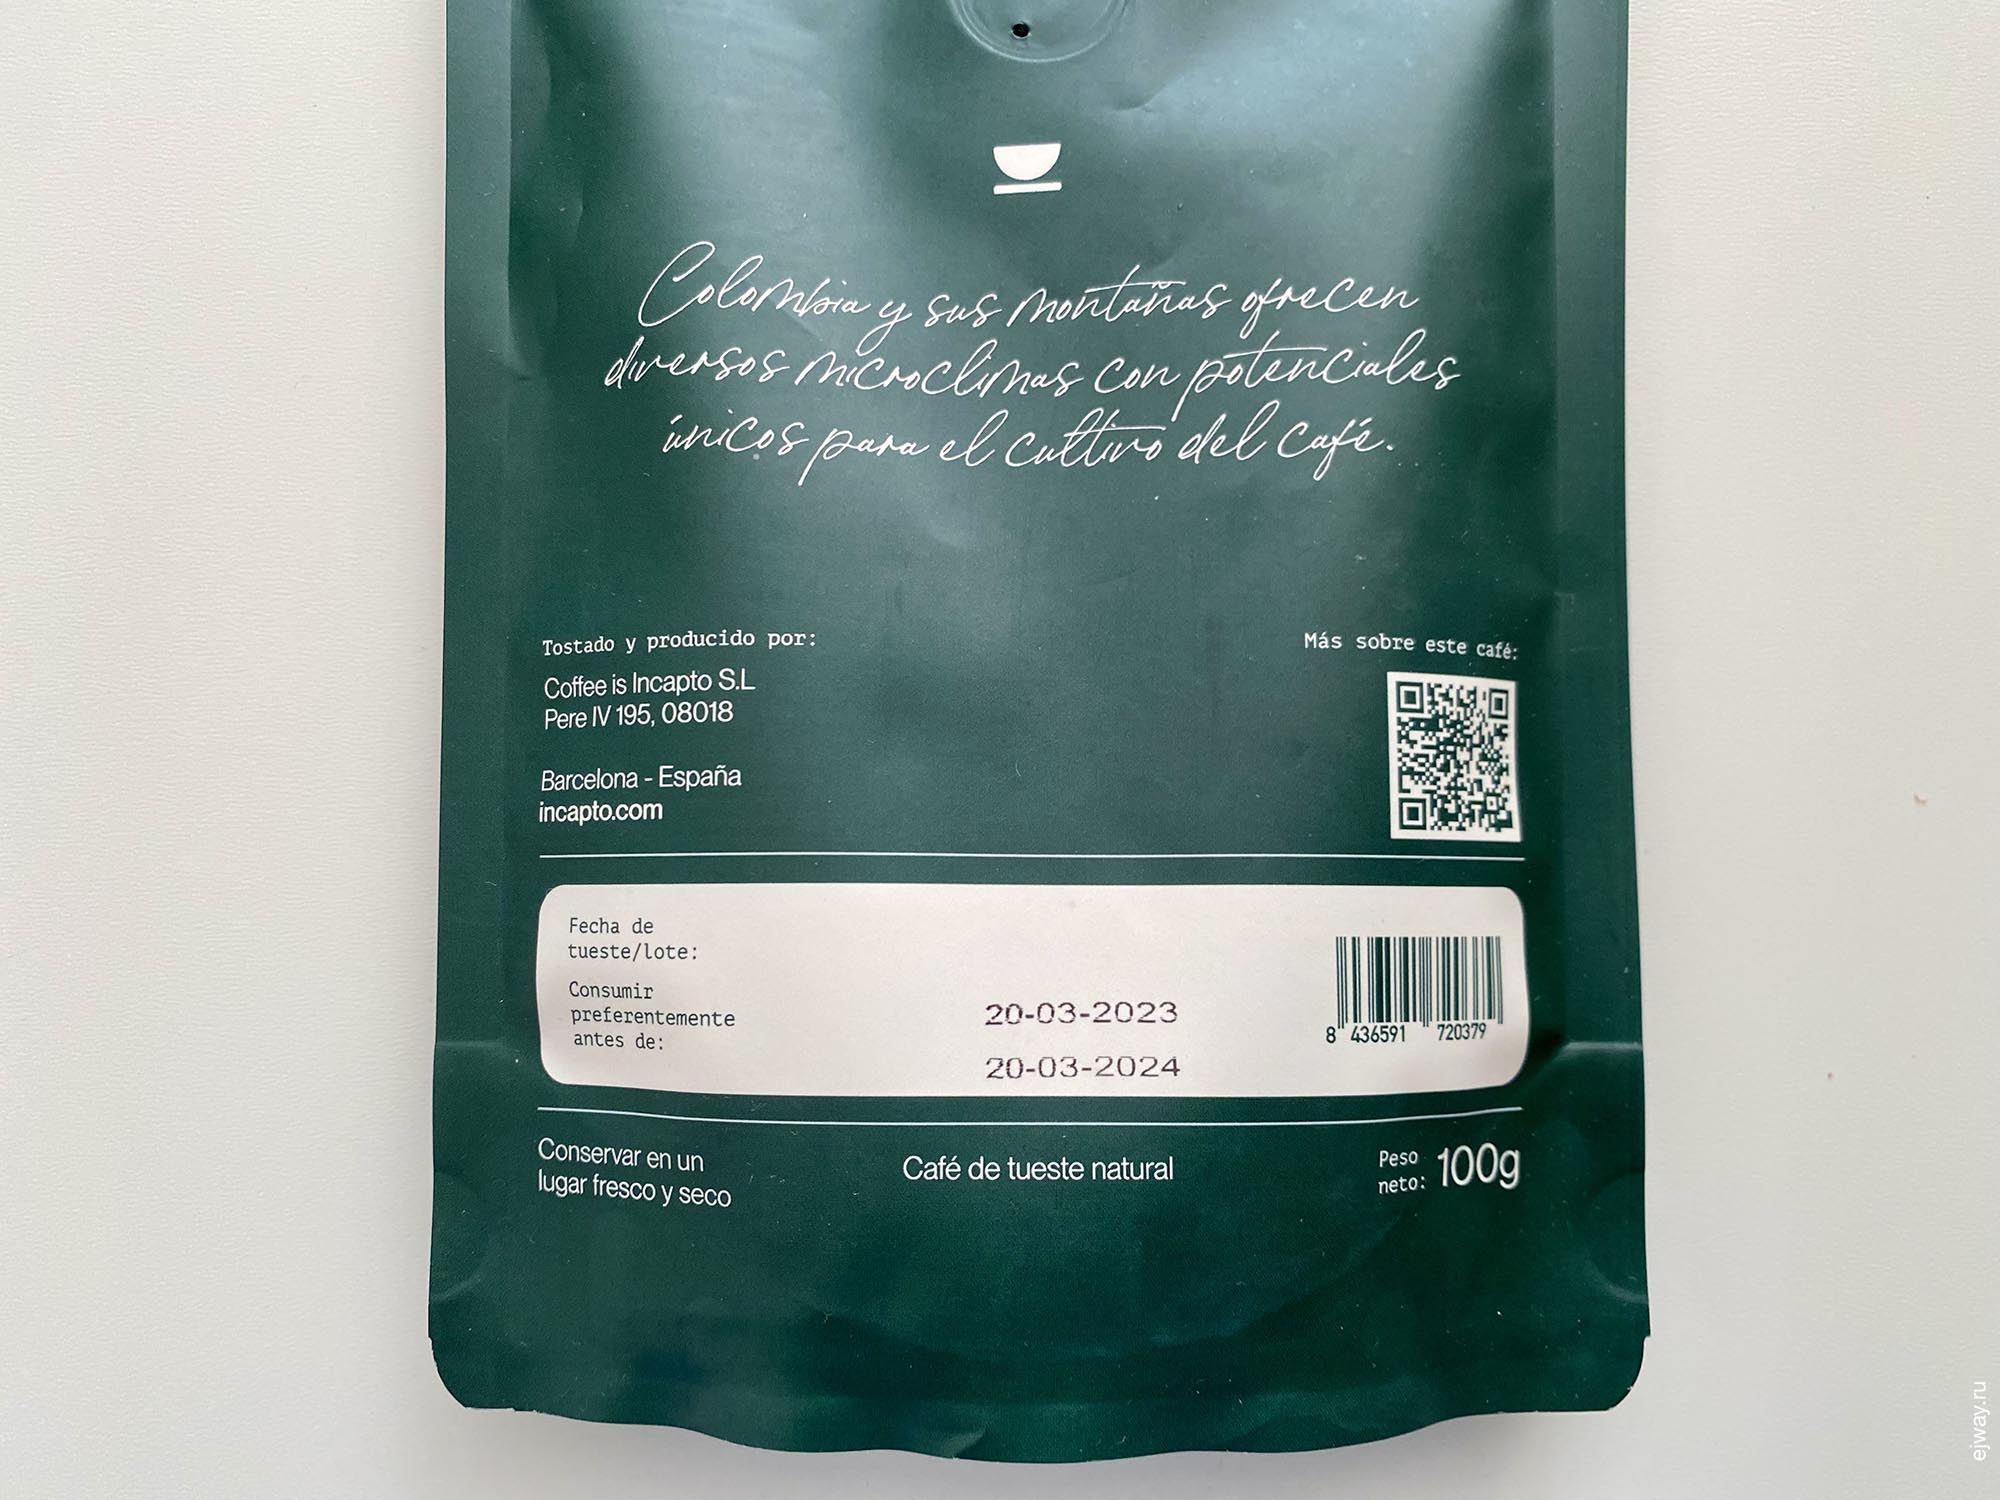 Colombia y sus montañas ofrecen
diversos microclimas con potenciales
únicos para el cultivo del café.
Tostado y producido por:
Coffee is Incapto S.L
Pere IV 195, 08018
Barcelona - España
incapto.com
Más sobre este café:
Fecha de
tueste/lote:
Consumir
preferentemente
antes de:
20-03-2023
20-03-2024
8 436591 720379
Conservar en un
lugar fresco y seco
Café de tueste natural
Peso
neto:
100g
ejway.ru